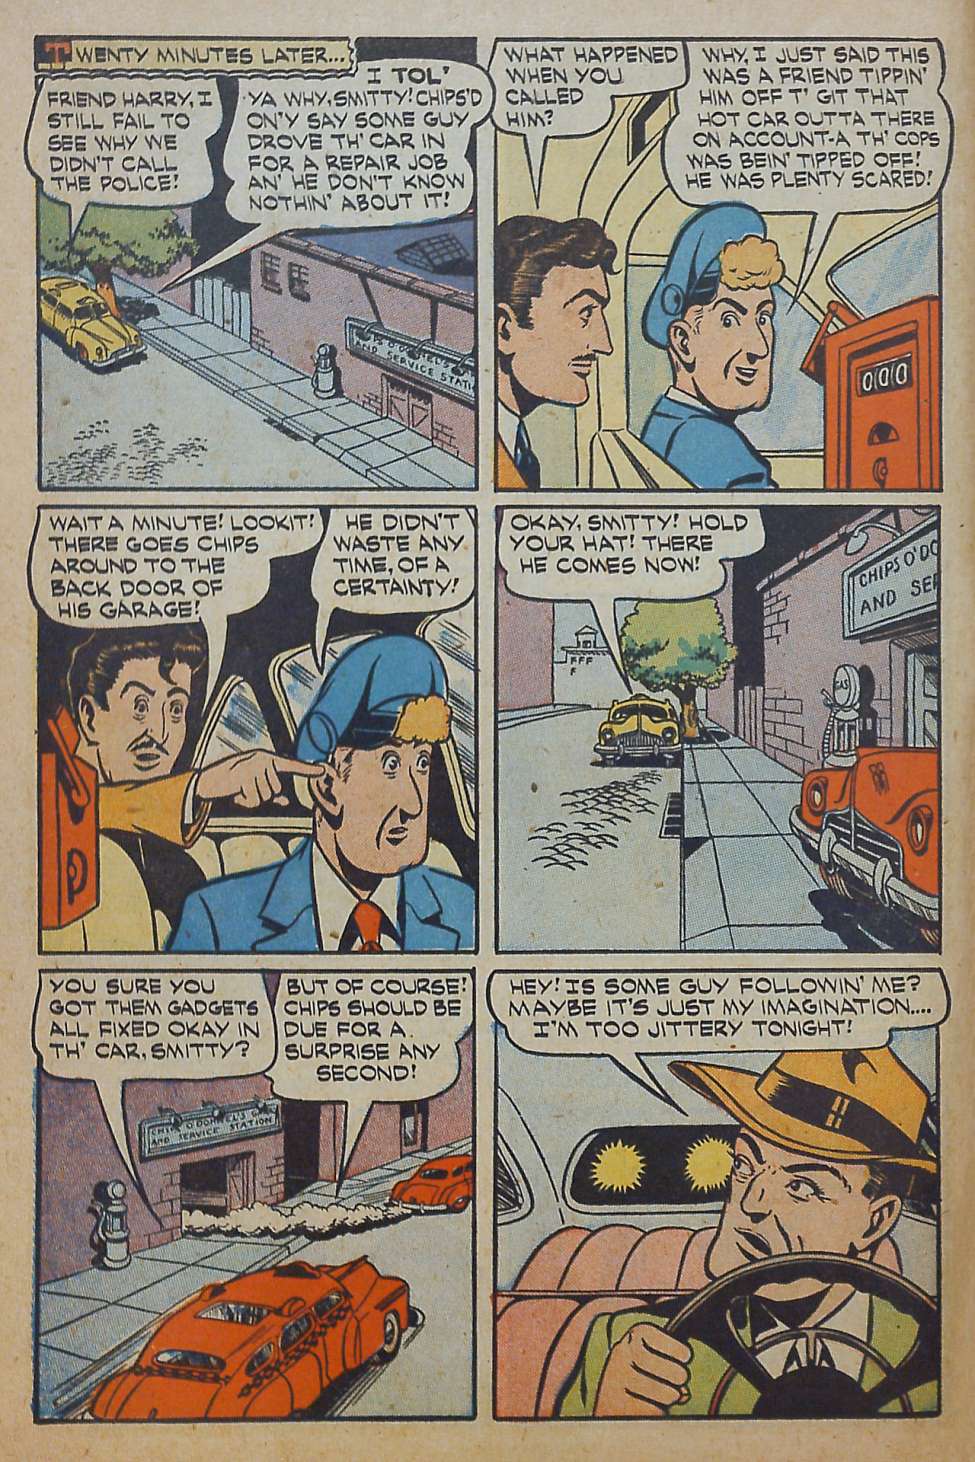 TWENTY MINUTES LATER...
FRIEND HARRY, I
STILL FAIL TO
SEE WHY WE
DIDN'T CALL
THE POLICE!
I TOL'
YA WHY, SMITTY! CHIPS'D
ON'Y SAY SOME GUY
DROVE TH' CAR IN
FOR A REPAIR JOB
AN' HE DON'T KNOW
NOTHIN' ABOUT IT!
AND SERVICE STATI
WHAT HAPPENED
WHEN YOU
CALLED
HIM?
WHY, I JUST SAID THIS
WAS A FRIEND TIPPIN'
HIM OFF T' GIT THAT
HOT CAR OUTTA THERE
ON ACCOUNT-A TH' COPS
WAS BEIN' TIPPED OFF!
HE WAS PLENTY SCARED!
000
WAIT A MINUTE! LOOKIT!
THERE GOES CHIPS
AROUND TO THE
BACK DOOR OF
HIS GARAGE!
HE DIDN'T
WASTE ANY
TIME, OF A
CERTAINTY!
OKAY, SMITTY! HOLD
YOUR HAT! THERE
HE COMES NOW!
CHIPS O'DO
AND SER
FFF
F
GAS
YOU SURE YOU
GOT THEM GADGETS
ALL FIXED OKAY IN
TH' CAR, SMITTY?
BUT OF COURSE!
CHIPS SHOULD BE
DUE FOR A
SURPRISE ANY
SECOND!
CHIPS O'DONNELL'S GAR
AND SERVICE STATION
HEY! IS SOME GUY FOLLOWIN' ME?
MAYBE IT'S JUST MY IMAGINATION....
I'M TOO JITTERY TONIGHT!